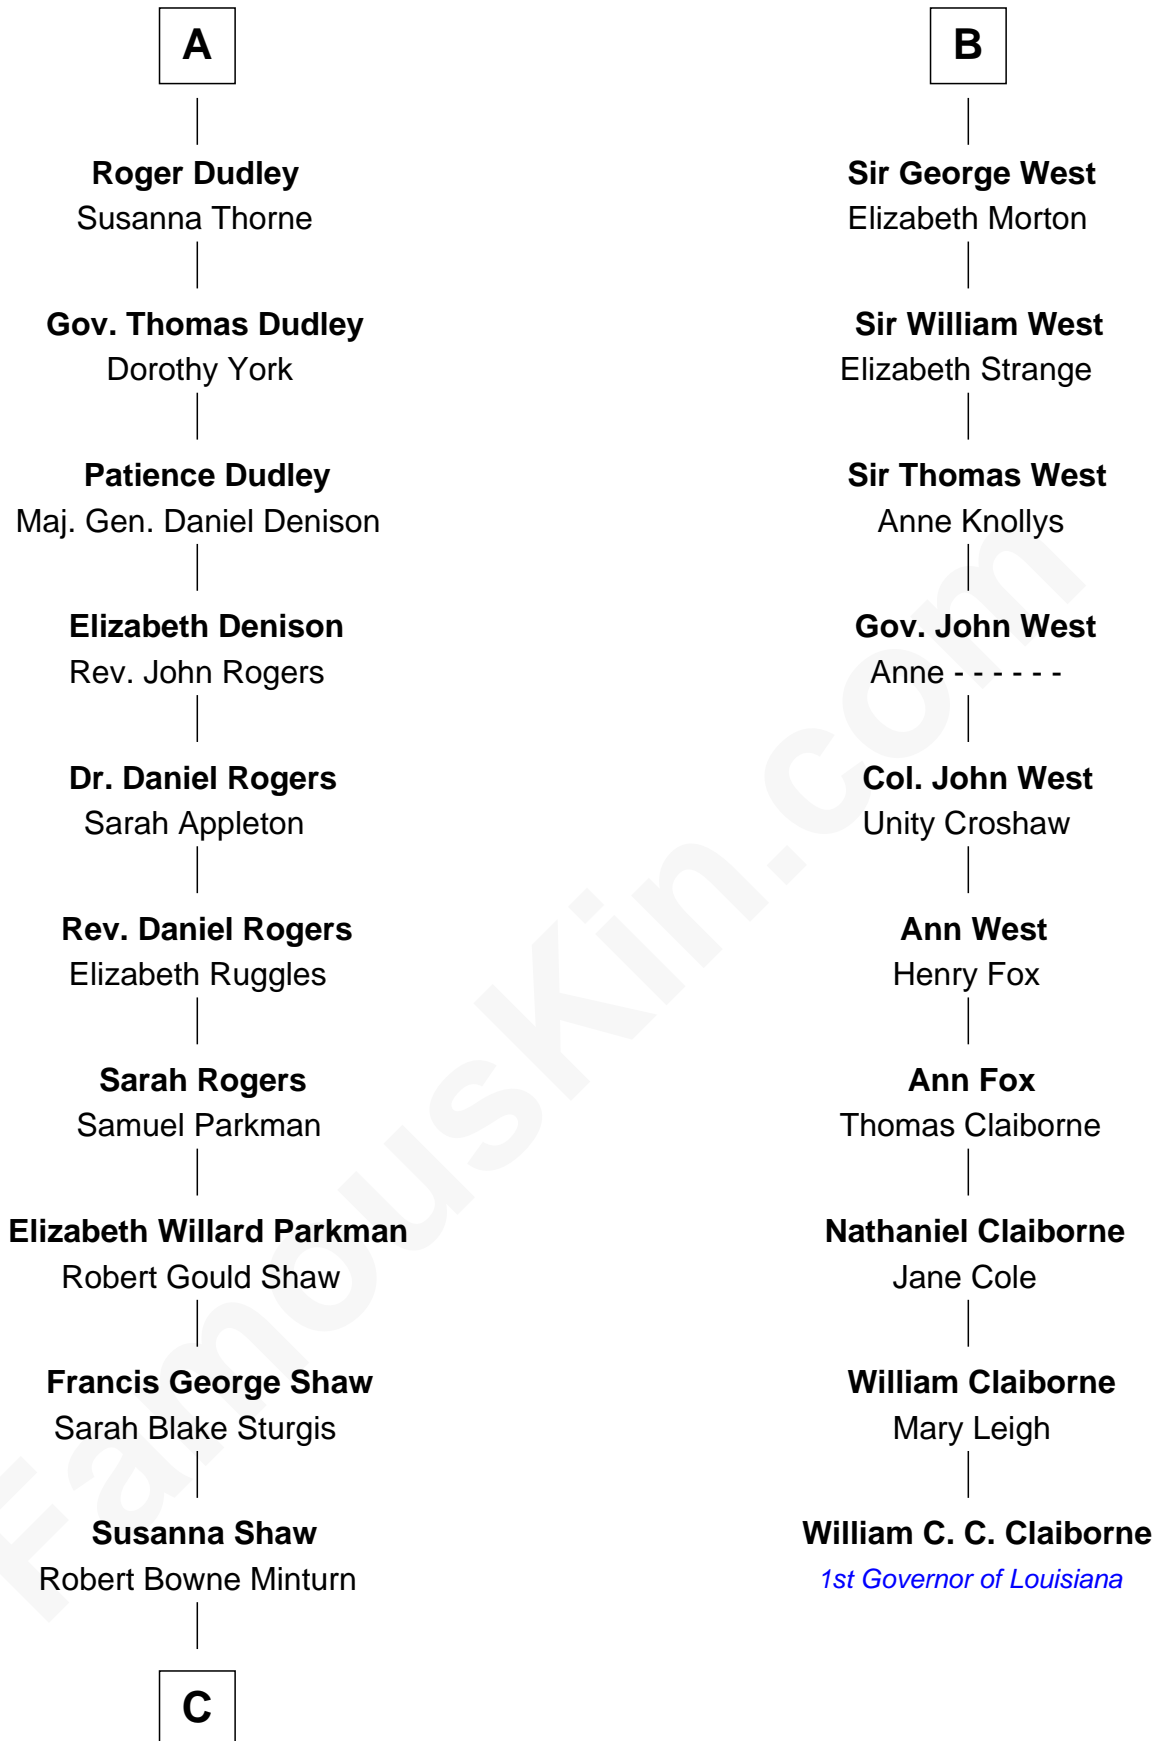 A
Roger Dudley
Susanna Thorne
Gov. Thomas Dudley
Dorothy York
Patience Dudley
Maj. Gen. Daniel Denison
Elizabeth Denison
Rev. John Rogers
Dr. Daniel Rogers
Sarah Appleton
Rev. Daniel Rogers
Elizabeth Ruggles
Sarah Rogers
Samuel Parkman
Elizabeth Willard Parkman
Robert Gould Shaw
Francis George Shaw
Sarah Blake Sturgis
Susanna Shaw
Robert Bowne Minturn
C
B
Sir George West
Elizabeth Morton
Sir William West
Elizabeth Strange
Sir Thomas West
Anne Knollys
Gov. John West
Anne - - - - - -
Col. John West
Unity Croshaw
Ann West
Henry Fox
Ann Fox
Thomas Claiborne
Nathaniel Claiborne
Jane Cole
William Claiborne
Mary Leigh
William C. C. Claiborne
1st Governor of Louisiana
FamousKin.com